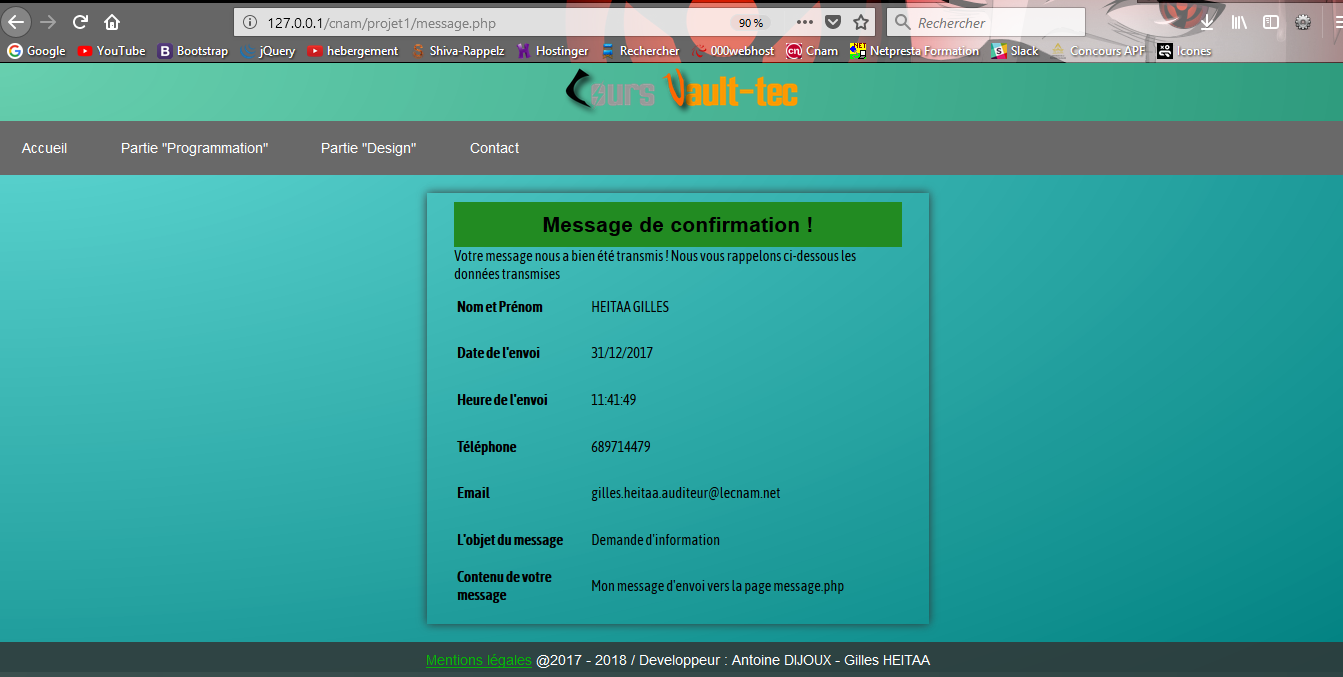 127.0.0.1/cnam/projet1/message.php 90 % Rechercher
Google YouTube Bootstrap jQuery hebergement Shiva-Rappelz Hostinger Rechercher 000webhost Cnam Netpresta Formation Slack Concours APF Icones
Cours Vault-tec
Accueil Partie "Programmation" Partie "Design" Contact
Message de confirmation !
Votre message nous a bien été transmis ! Nous vous rappelons ci-dessous les
données transmises
Nom et Prénom HEITAA GILLES
Date de l'envoi 31/12/2017
Heure de l'envoi 11:41:49
Téléphone 689714479
Email gilles.heitaa.auditeur@lecnam.net
L'objet du message Demande d'information
Contenu de votre
message Mon message d'envoi vers la page message.php
Mentions légales @2017 - 2018 / Developpeur : Antoine DIJOUX - Gilles HEITAA